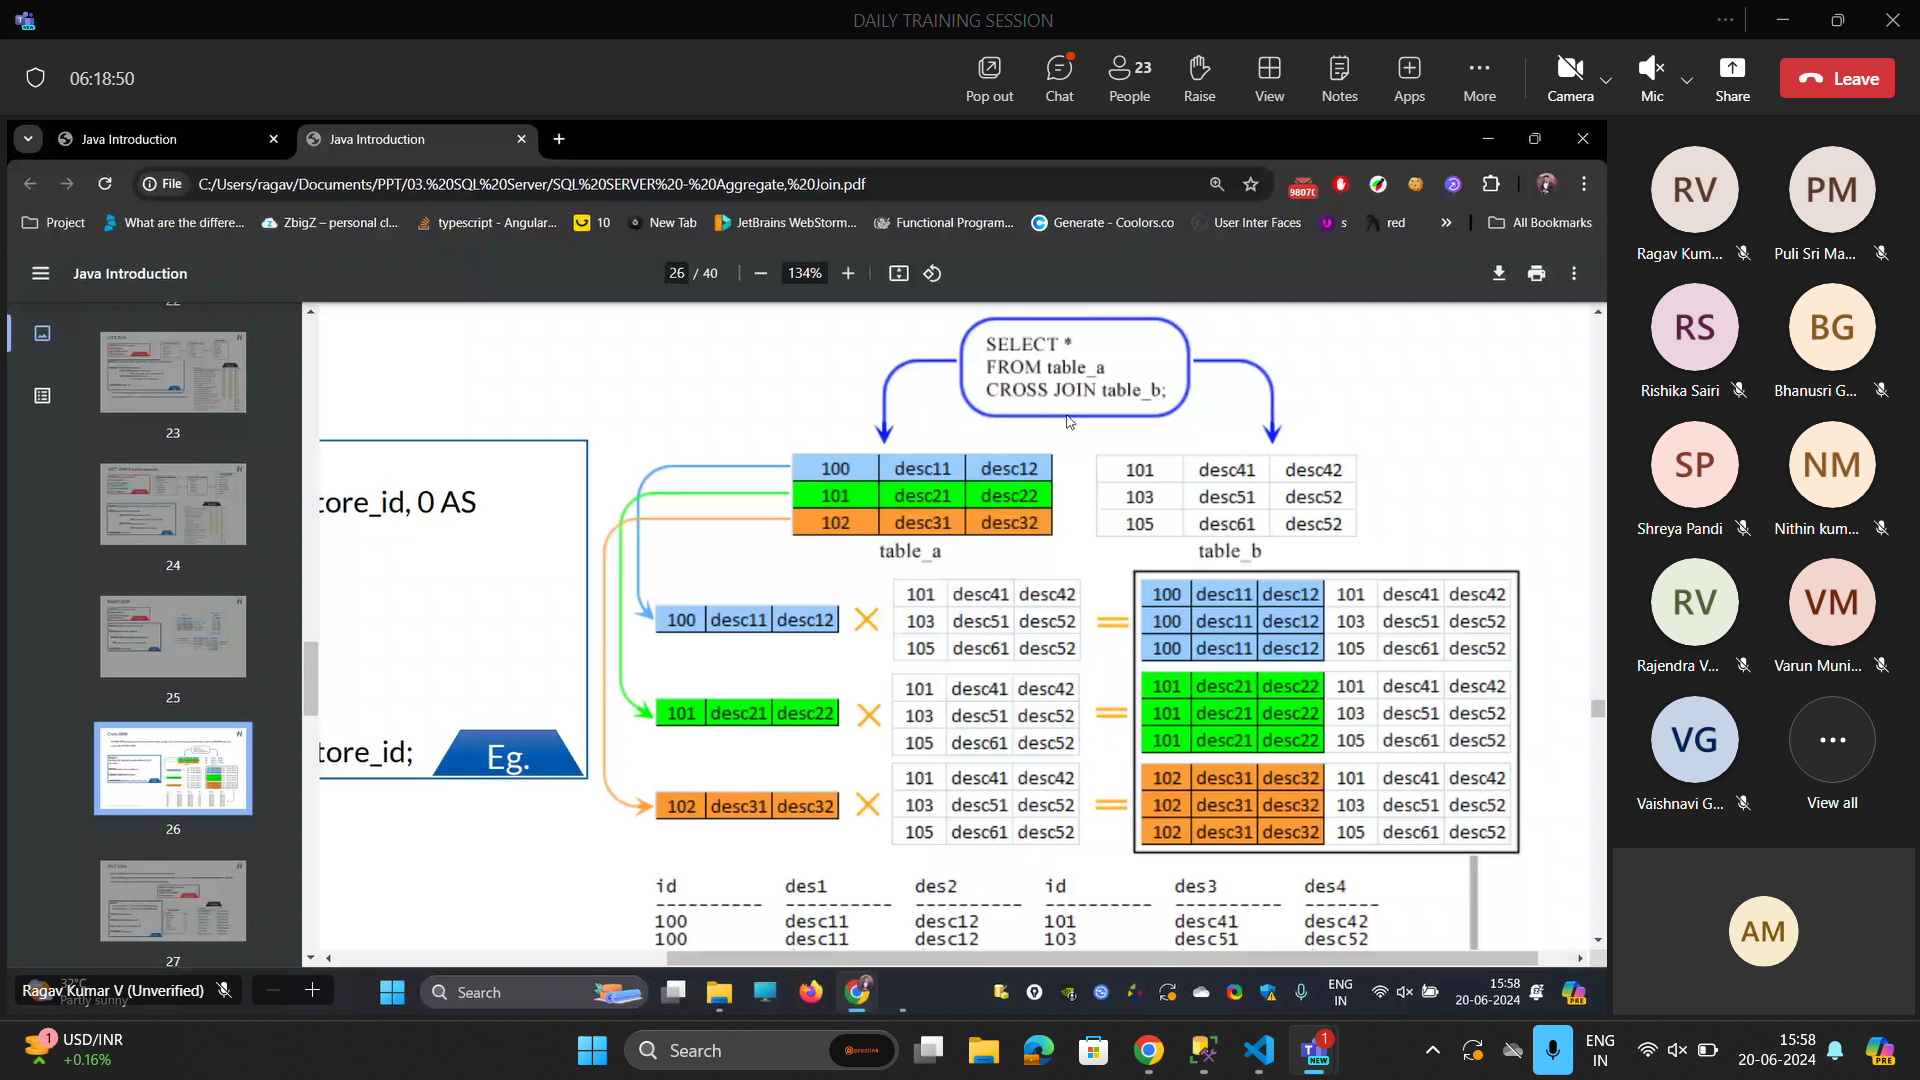 DAILY TRAINING SESSION
06:18:50
Pop out
Chat
23
People
Raise
View
Notes
Apps
More
Camera
Mic
Share
Leave
Java Introduction
Java Introduction
File
C:/Users/ragav/Documents/PPT/03.%20SQL%20Server/SQL%20SERVER%20-%20Aggregate,%20Join.pdf
Project
What are the differe...
ZbigZ – personal cl...
typescript - Angular...
10
New Tab
JetBrains WebStorm...
Functional Program...
Generate - Coolors.co
User Inter Faces
s
red
All Bookmarks
Java Introduction
26 / 40
134%
23
24
25
26
27
tore_id, 0 AS
tore_id;
Eg.
SELECT *
FROM table_a
CROSS JOIN table_b;
100 desc11 desc12
101 desc21 desc22
102 desc31 desc32
table_a
101 desc41 desc42
103 desc51 desc52
105 desc61 desc52
table_b
100 desc11 desc12
101 desc41 desc42
103 desc51 desc52
105 desc61 desc52
100 desc11 desc12 101 desc41 desc42
100 desc11 desc12 103 desc51 desc52
100 desc11 desc12 105 desc61 desc52
101 desc21 desc22
101 desc41 desc42
103 desc51 desc52
105 desc61 desc52
101 desc21 desc22 101 desc41 desc42
101 desc21 desc22 103 desc51 desc52
101 desc21 desc22 105 desc61 desc52
102 desc31 desc32
101 desc41 desc42
103 desc51 desc52
105 desc61 desc52
102 desc31 desc32 101 desc41 desc42
102 desc31 desc32 103 desc51 desc52
102 desc31 desc32 105 desc61 desc52
id des1 des2 id des3 des4
100 desc11 desc12 101 desc41 desc42
100 desc11 desc12 103 desc51 desc52
RV
Ragav Kum...
PM
Puli Sri Ma...
RS
Rishika Sairi
BG
Bhanusri G...
SP
Shreya Pandi
NM
Nithin kum...
RV
Rajendra V...
VM
Varun Muni...
VG
Vaishnavi G...
View all
AM
Ragav Kumar V (Unverified)
32°C
Partly sunny
Search
ENG
IN
15:58
20-06-2024
1
USD/INR
+0.16%
Search
proclink
NEW
1
ENG
IN
15:58
20-06-2024
PRE